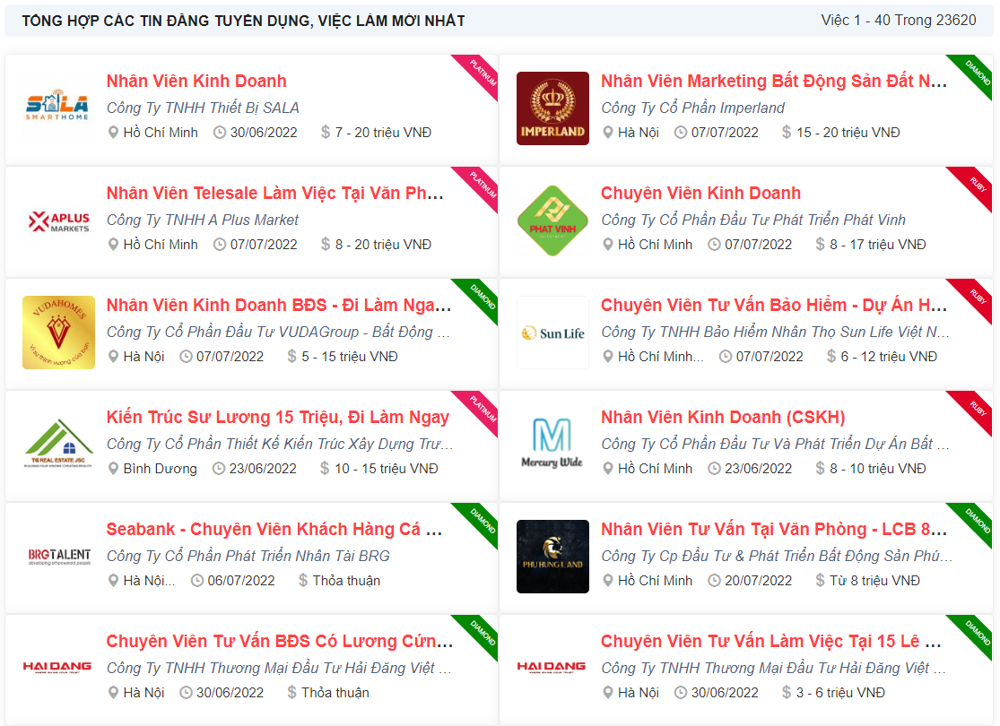 TỔNG HỢP CÁC TIN ĐĂNG TUYỂN DỤNG, VIỆC LÀM MỚI NHẤT
Việc 1 - 40 Trong 23620
SALA
SMARTHOME
Nhân Viên Kinh Doanh
Công Ty TNHH Thiết Bị SALA
Hồ Chí Minh 30/06/2022 $ 7 - 20 triệu VNĐ
PLATINUM
IMPERLAND
Nhân Viên Marketing Bất Động Sản Đất N...
Công Ty Cổ Phần Imperland
Hà Nội 07/07/2022 $ 15 - 20 triệu VNĐ
DIAMOND
APLUS
MARKETS
Nhân Viên Telesale Làm Việc Tại Văn Ph...
Công Ty TNHH A Plus Market
Hồ Chí Minh 07/07/2022 $ 8 - 20 triệu VNĐ
PLATINUM
PHAT VINH
INVESTMENT
Chuyên Viên Kinh Doanh
Công Ty Cổ Phần Đầu Tư Phát Triển Phát Vinh
Hồ Chí Minh 07/07/2022 $ 8 - 17 triệu VNĐ
RUBY
VUDAHOMES
Vì sự thịnh vượng của bạn
Nhân Viên Kinh Doanh BĐS - Đi Làm Nga...
Công Ty Cổ Phần Đầu Tư VUDAGroup - Bất Động ...
Hà Nội 07/07/2022 $ 5 - 15 triệu VNĐ
DIAMOND
Sun Life
Chuyên Viên Tư Vấn Bảo Hiểm - Dự Án H...
Công Ty TNHH Bảo Hiểm Nhân Thọ Sun Life Việt N...
Hồ Chí Minh... 07/07/2022 $ 6 - 12 triệu VNĐ
RUBY
TG REAL ESTATE JSC
BUILDING YOUR VISIONS, CREATING REALITY
Kiến Trúc Sư Lương 15 Triệu, Đi Làm Ngay
Công Ty Cổ Phần Thiết Kế Kiến Trúc Xây Dựng Trư...
Bình Dương 23/06/2022 $ 10 - 15 triệu VNĐ
PLATINUM
Mercury Wide
Nhân Viên Kinh Doanh (CSKH)
Công Ty Cổ Phần Đầu Tư Và Phát Triển Dự Án Bất ...
Hồ Chí Minh 23/06/2022 $ 8 - 10 triệu VNĐ
RUBY
BRGTALENT
developing empowered people
Seabank - Chuyên Viên Khách Hàng Cá ...
Công Ty Cổ Phần Phát Triển Nhân Tài BRG
Hà Nội... 06/07/2022 $ Thỏa thuận
DIAMOND
PHU HUNG LAND
Nhân Viên Tư Vấn Tại Văn Phòng - LCB 8...
Công Ty Cp Đầu Tư & Phát Triển Bất Động Sản Phú...
Hồ Chí Minh 20/07/2022 $ Từ 8 triệu VNĐ
DIAMOND
HAI DANG
Chuyên Viên Tư Vấn BĐS Có Lương Cứn...
Công Ty TNHH Thương Mại Đầu Tư Hải Đăng Việt ...
Hà Nội 30/06/2022 $ Thỏa thuận
DIAMOND
HAI DANG
Chuyên Viên Tư Vấn Làm Việc Tại 15 Lê ...
Công Ty TNHH Thương Mại Đầu Tư Hải Đăng Việt ...
Hà Nội 30/06/2022 $ 3 - 6 triệu VNĐ
DIAMOND